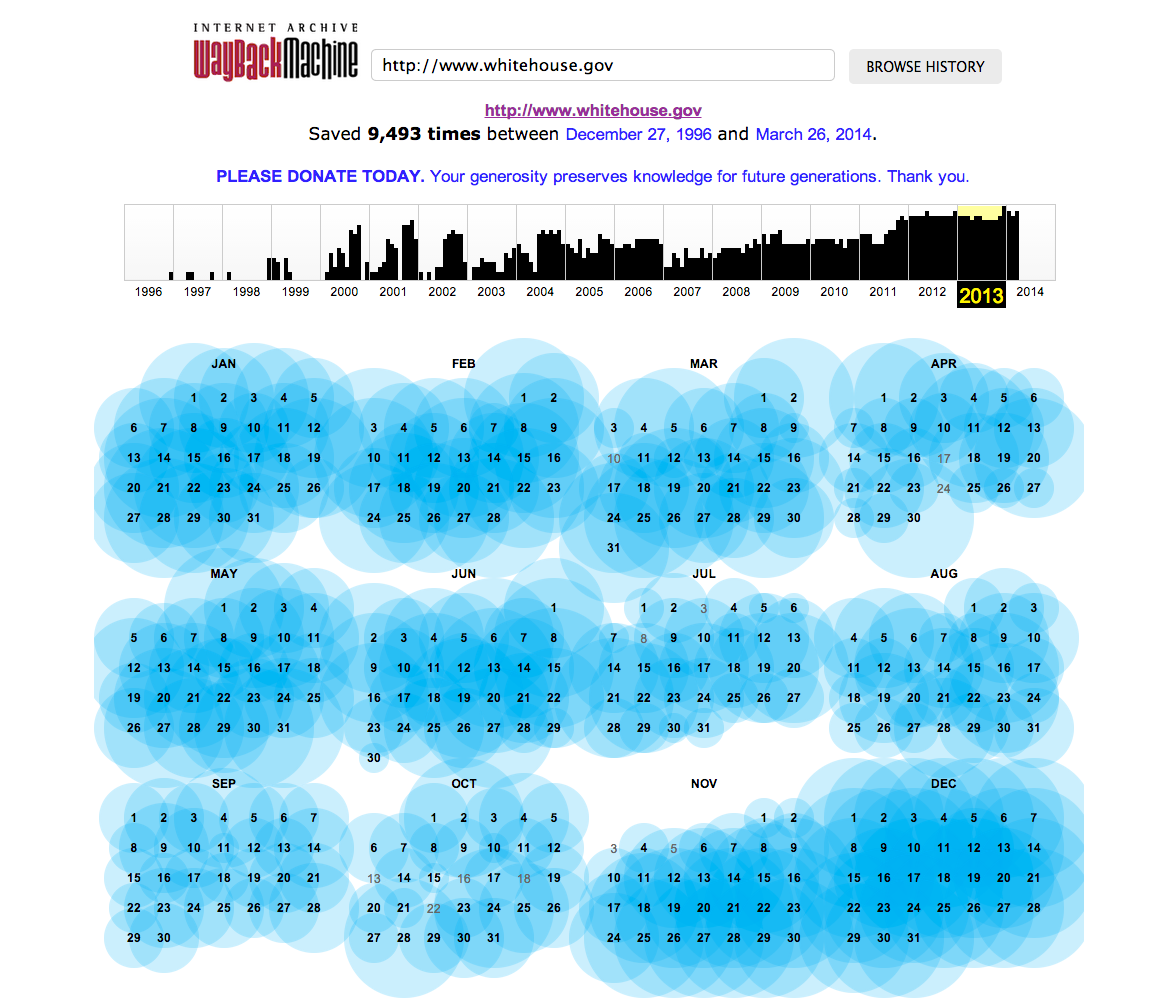 INTERNET ARCHIVE
WayBackMachine
http://www.whitehouse.gov
BROWSE HISTORY
http://www.whitehouse.gov
Saved 9,493 times between December 27, 1996 and March 26, 2014.
PLEASE DONATE TODAY. Your generosity preserves knowledge for future generations. Thank you.
1996 1997 1998 1999 2000 2001 2002 2003 2004 2005 2006 2007 2008 2009 2010 2011 2012 2013 2014
JAN FEB MAR APR
1 2 3 4 5 1 2 1 2 1 2 3 4 5 6
6 7 8 9 10 11 12 3 4 5 6 7 8 9 3 4 5 6 7 8 9 7 8 9 10 11 12 13
13 14 15 16 17 18 19 10 11 12 13 14 15 16 10 11 12 13 14 15 16 14 15 16 17 18 19 20
20 21 22 23 24 25 26 17 18 19 20 21 22 23 17 18 19 20 21 22 23 21 22 23 24 25 26 27
27 28 29 30 31 24 25 26 27 28 24 25 26 27 28 29 30 28 29 30
31
MAY JUN JUL AUG
1 2 3 4 1 1 2 3 4 5 6 1 2 3
5 6 7 8 9 10 11 2 3 4 5 6 7 8 7 8 9 10 11 12 13 4 5 6 7 8 9 10
12 13 14 15 16 17 18 9 10 11 12 13 14 15 14 15 16 17 18 19 20 11 12 13 14 15 16 17
19 20 21 22 23 24 25 16 17 18 19 20 21 22 21 22 23 24 25 26 27 18 19 20 21 22 23 24
26 27 28 29 30 31 23 24 25 26 27 28 29 28 29 30 31 25 26 27 28 29 30 31
30
SEP OCT NOV DEC
1 2 3 4 5 6 7 1 2 3 4 5 1 2 1 2 3 4 5 6 7
8 9 10 11 12 13 14 6 7 8 9 10 11 12 3 4 5 6 7 8 9 8 9 10 11 12 13 14
15 16 17 18 19 20 21 13 14 15 16 17 18 19 10 11 12 13 14 15 16 15 16 17 18 19 20 21
22 23 24 25 26 27 28 20 21 22 23 24 25 26 17 18 19 20 21 22 23 22 23 24 25 26 27 28
29 30 27 28 29 30 31 24 25 26 27 28 29 30 29 30 31